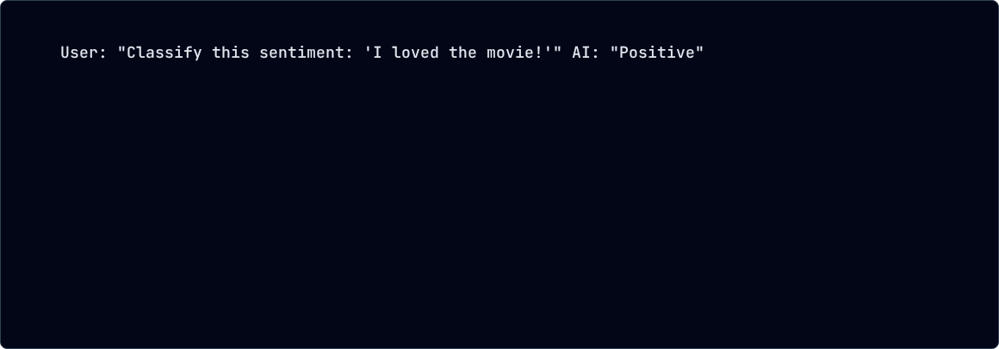 User: "Classify this sentiment: 'I loved the movie!'" AI: "Positive"